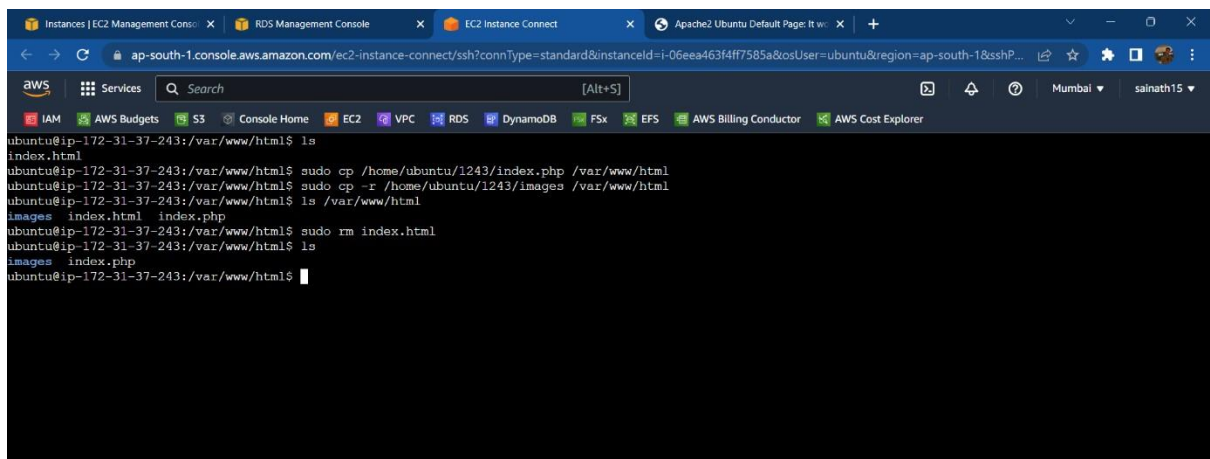 Instances | EC2 Management Consol
RDS Management Console
EC2 Instance Connect
Apache2 Ubuntu Default Page: It wo
ap-south-1.console.aws.amazon.com/ec2-instance-connect/ssh?connType=standard&instanceId=i-06eea463f4ff7585a&osUser=ubuntu&region=ap-south-1&sshP...
aws Services Search [Alt+S] Mumbai sainath15
IAM AWS Budgets S3 Console Home EC2 VPC RDS DynamoDB FSx EFS AWS Billing Conductor AWS Cost Explorer
ubuntu@ip-172-31-37-243:/var/www/html$ ls
index.html
ubuntu@ip-172-31-37-243:/var/www/html$ sudo cp /home/ubuntu/1243/index.php /var/www/html
ubuntu@ip-172-31-37-243:/var/www/html$ sudo cp -r /home/ubuntu/1243/images /var/www/html
ubuntu@ip-172-31-37-243:/var/www/html$ ls /var/www/html
images index.html index.php
ubuntu@ip-172-31-37-243:/var/www/html$ sudo rm index.html
ubuntu@ip-172-31-37-243:/var/www/html$ ls
images index.php
ubuntu@ip-172-31-37-243:/var/www/html$